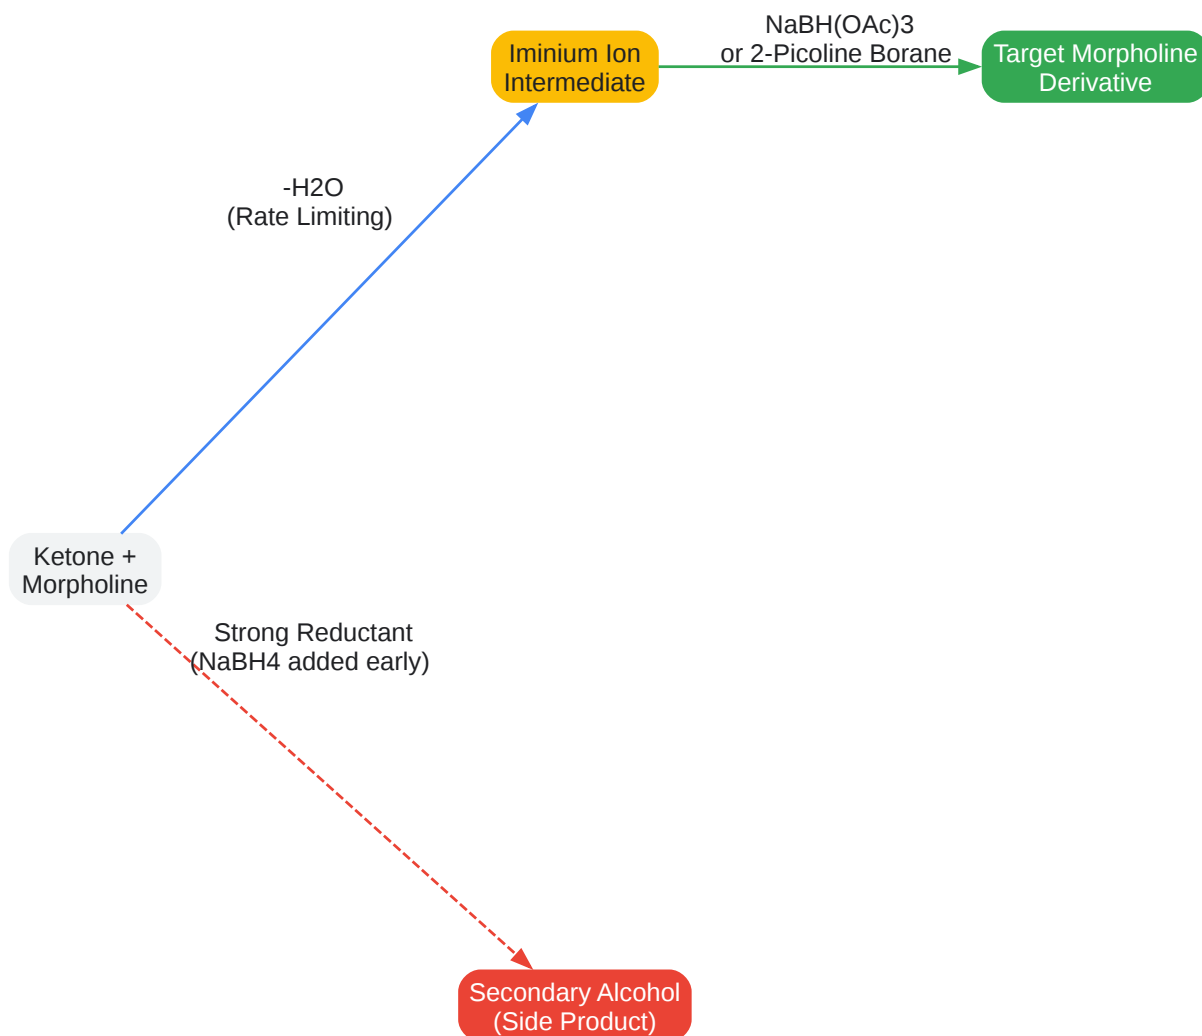 NaBH(OAc)3
or 2-Picoline Borane
Iminium Ion
Intermediate
Target Morpholine
Derivative
-H2O
(Rate Limiting)
Ketone +
Morpholine
Strong Reductant
(NaBH4 added early)
Secondary Alcohol
(Side Product)